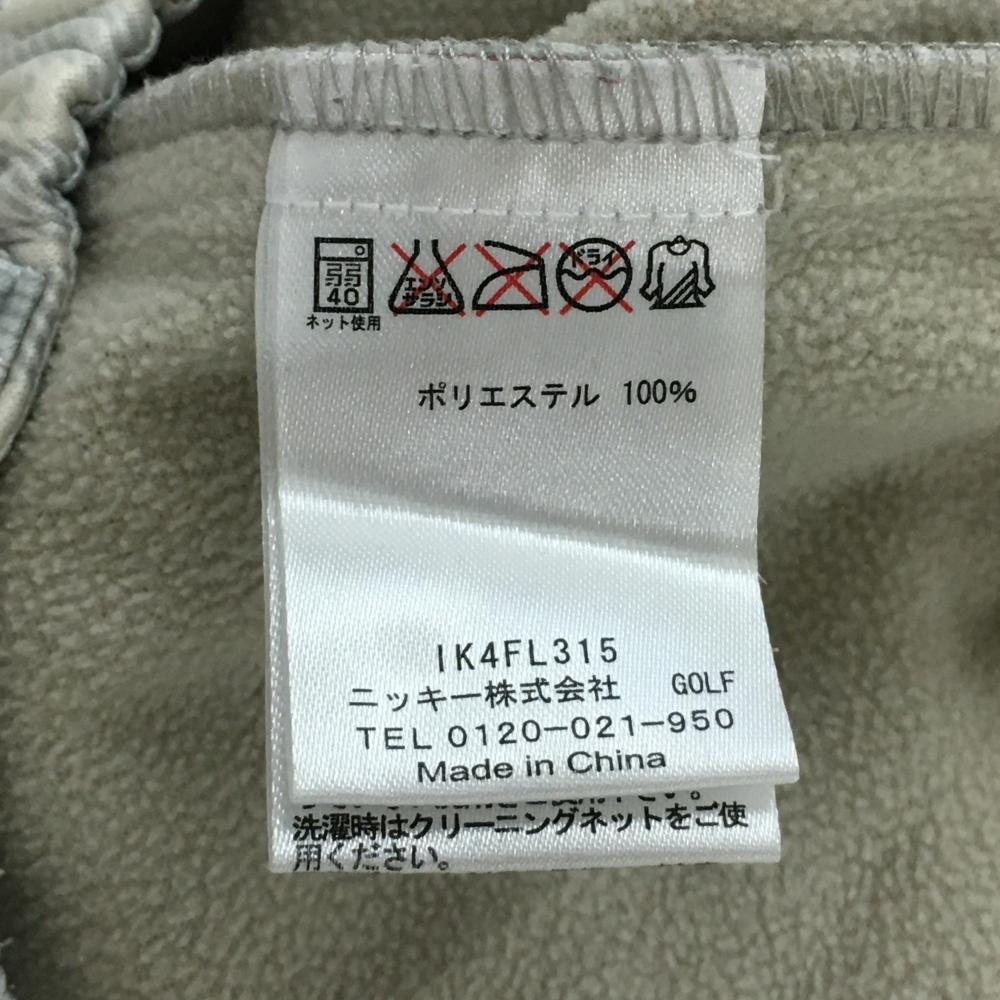 弱
40
ネット使用
エンソ
サラシ
ドライ
ポリエステル 100%
IK4FL315
ニッキー株式会社 GOLF
TEL 0120-021-950
Made in China
洗濯時はクリーニングネットをご使
用ください。